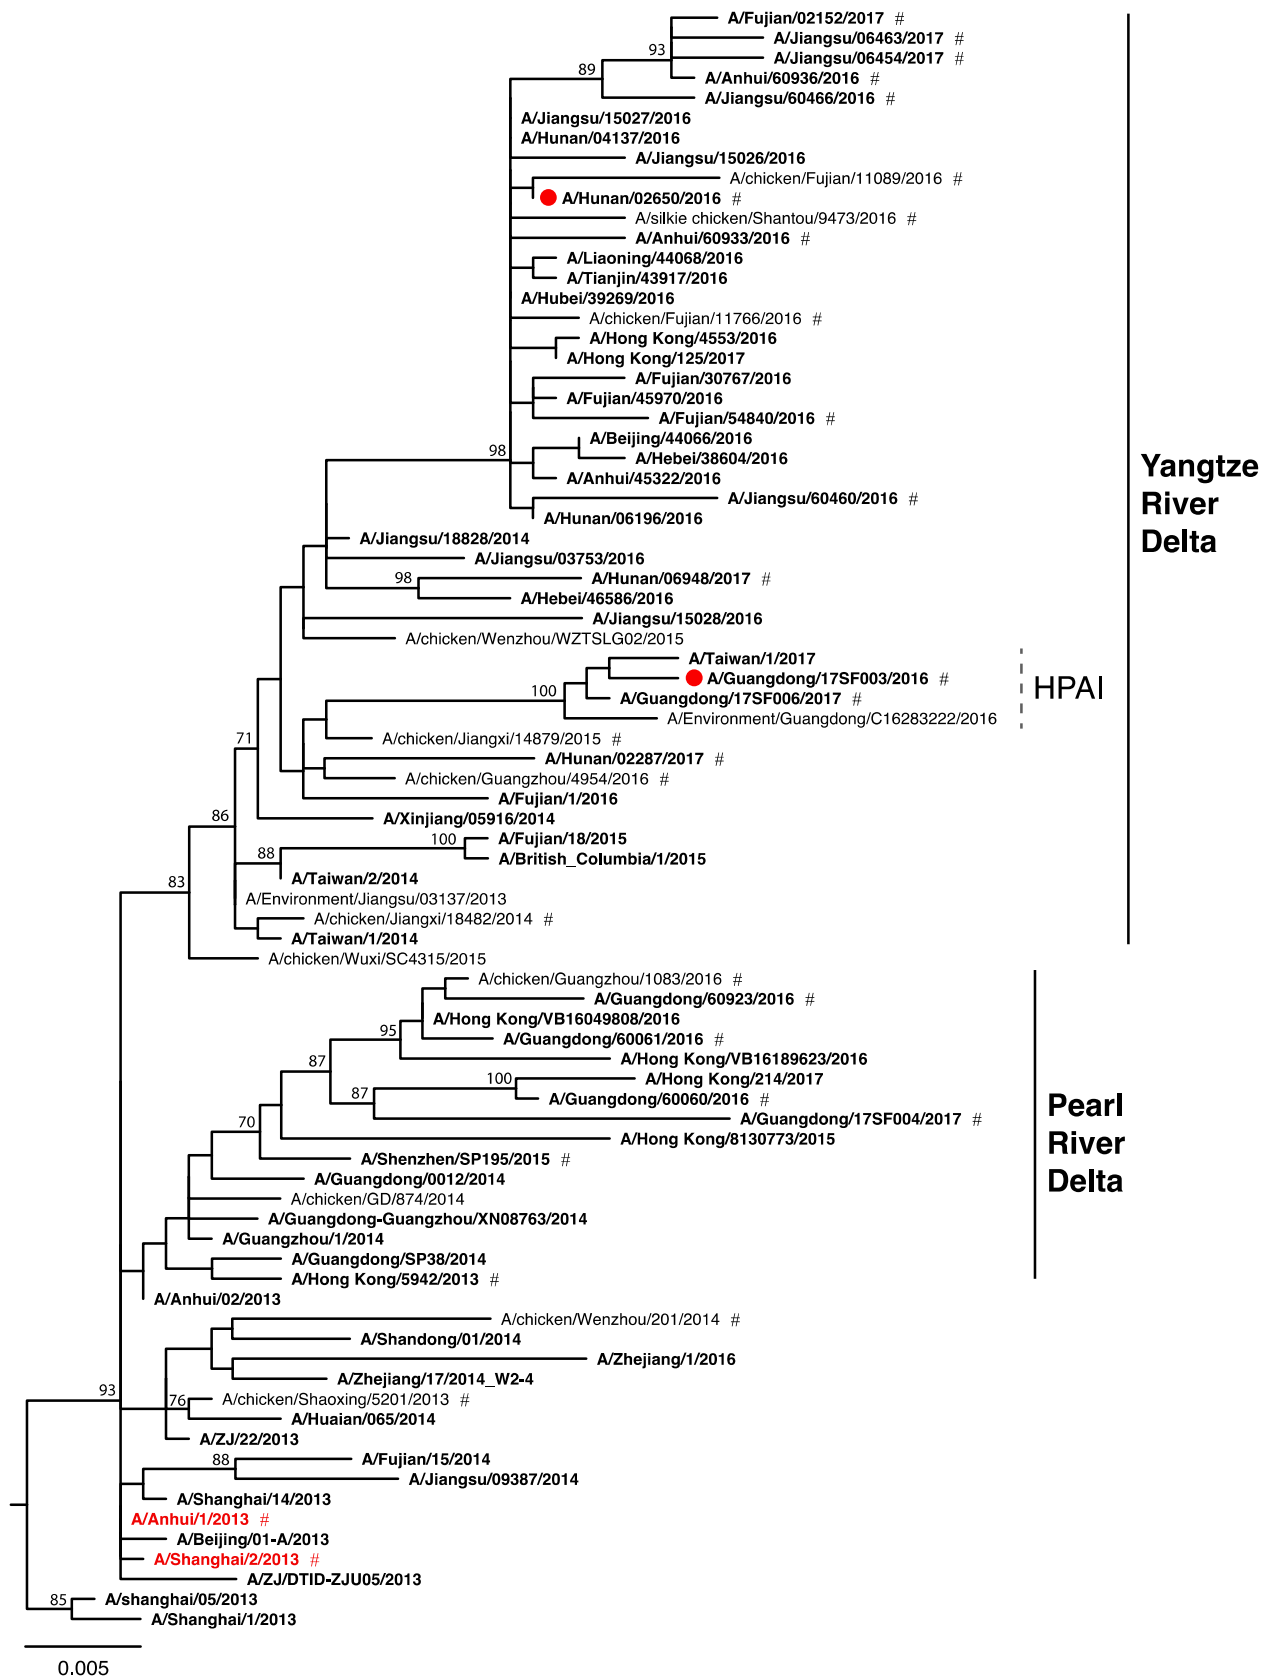 A/Fujian/02152/2017 #
A/Jiangsu/06463/2017 #
93
A/Jiangsu/06454/2017 #
89
A/Anhui/60936/2016 #
A/Jiangsu/60466/2016 #
A/Jiangsu/15027/2016
A/Hunan/04137/2016
A/Jiangsu/15026/2016
A/chicken/Fujian/11089/2016 #
A/Hunan/02650/2016 #
A/silkie chicken/Shantou/9473/2016 #
A/Anhui/60933/2016 #
A/Liaoning/44068/2016
A/Tianjin/43917/2016
A/Hubei/39269/2016
A/chicken/Fujian/11766/2016 #
A/Hong Kong/4553/2016
A/Hong Kong/125/2017
A/Fujian/30767/2016
A/Fujian/45970/2016
A/Fujian/54840/2016 #
A/Beijing/44066/2016
98
A/Hebei/38604/2016
A/Anhui/45322/2016
A/Jiangsu/60460/2016 #
A/Hunan/06196/2016
Yangtze
River
Delta
A/Jiangsu/18828/2014
A/Jiangsu/03753/2016
98
A/Hunan/06948/2017 #
A/Hebei/46586/2016
A/Jiangsu/15028/2016
A/chicken/Wenzhou/WZTSLG02/2015
A/Taiwan/1/2017
A/Guangdong/17SF003/2016 #
HPAI
100
A/Guangdong/17SF006/2017 #
A/Environment/Guangdong/C16283222/2016
71
A/chicken/Jiangxi/14879/2015 #
A/Hunan/02287/2017 #
A/chicken/Guangzhou/4954/2016 #
A/Fujian/1/2016
86
A/Xinjiang/05916/2014
100
A/Fujian/18/2015
88
A/British_Columbia/1/2015
83
A/Taiwan/2/2014
A/Environment/Jiangsu/03137/2013
A/chicken/Jiangxi/18482/2014 #
A/Taiwan/1/2014
A/chicken/Wuxi/SC4315/2015
A/chicken/Guangzhou/1083/2016 #
A/Guangdong/60923/2016 #
A/Hong Kong/VB16049808/2016
95
A/Guangdong/60061/2016 #
87
A/Hong Kong/VB16189623/2016
100
A/Hong Kong/214/2017
87
A/Guangdong/60060/2016 #
70
A/Guangdong/17SF004/2017 #
A/Hong Kong/8130773/2015
A/Shenzhen/SP195/2015 #
A/Guangdong/0012/2014
Pearl
River
Delta
A/chicken/GD/874/2014
A/Guangdong-Guangzhou/XN08763/2014
A/Guangzhou/1/2014
A/Guangdong/SP38/2014
A/Hong Kong/5942/2013 #
A/Anhui/02/2013
A/chicken/Wenzhou/201/2014 #
A/Shandong/01/2014
A/Zhejiang/1/2016
A/Zhejiang/17/2014_W2-4
93
76
A/chicken/Shaoxing/5201/2013 #
A/Huaian/065/2014
A/ZJ/22/2013
88
A/Fujian/15/2014
A/Jiangsu/09387/2014
A/Shanghai/14/2013
A/Anhui/1/2013 #
A/Beijing/01-A/2013
A/Shanghai/2/2013 #
A/ZJ/DTID-ZJU05/2013
85
A/shanghai/05/2013
A/Shanghai/1/2013
0.005